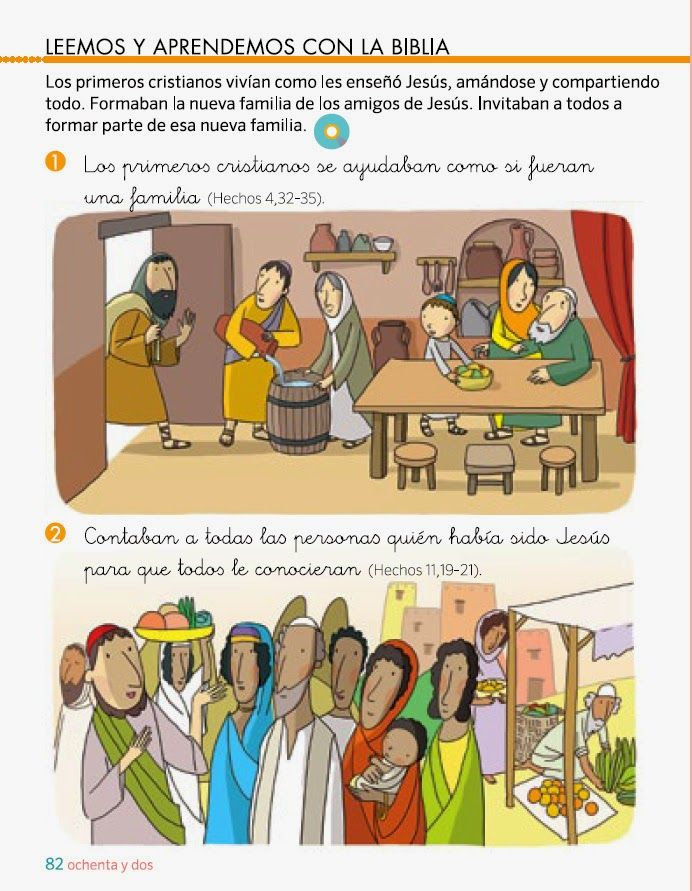 LEEMOS Y APRENDEMOS CON LA BIBLIA
Los primeros cristianos vivían como les enseñó Jesús, amándose y compartiendo
todo. Formaban la nueva familia de los amigos de Jesús. Invitaban a todos a
formar parte de esa nueva familia.
1 Los primeros cristianos se ayudaban como si fueran
una familia (Hechos 4,32-35).
2 Contaban a todas las personas quién había sido Jesús
para que todos le conocieran (Hechos 11,19-21).
82 ochenta y dos